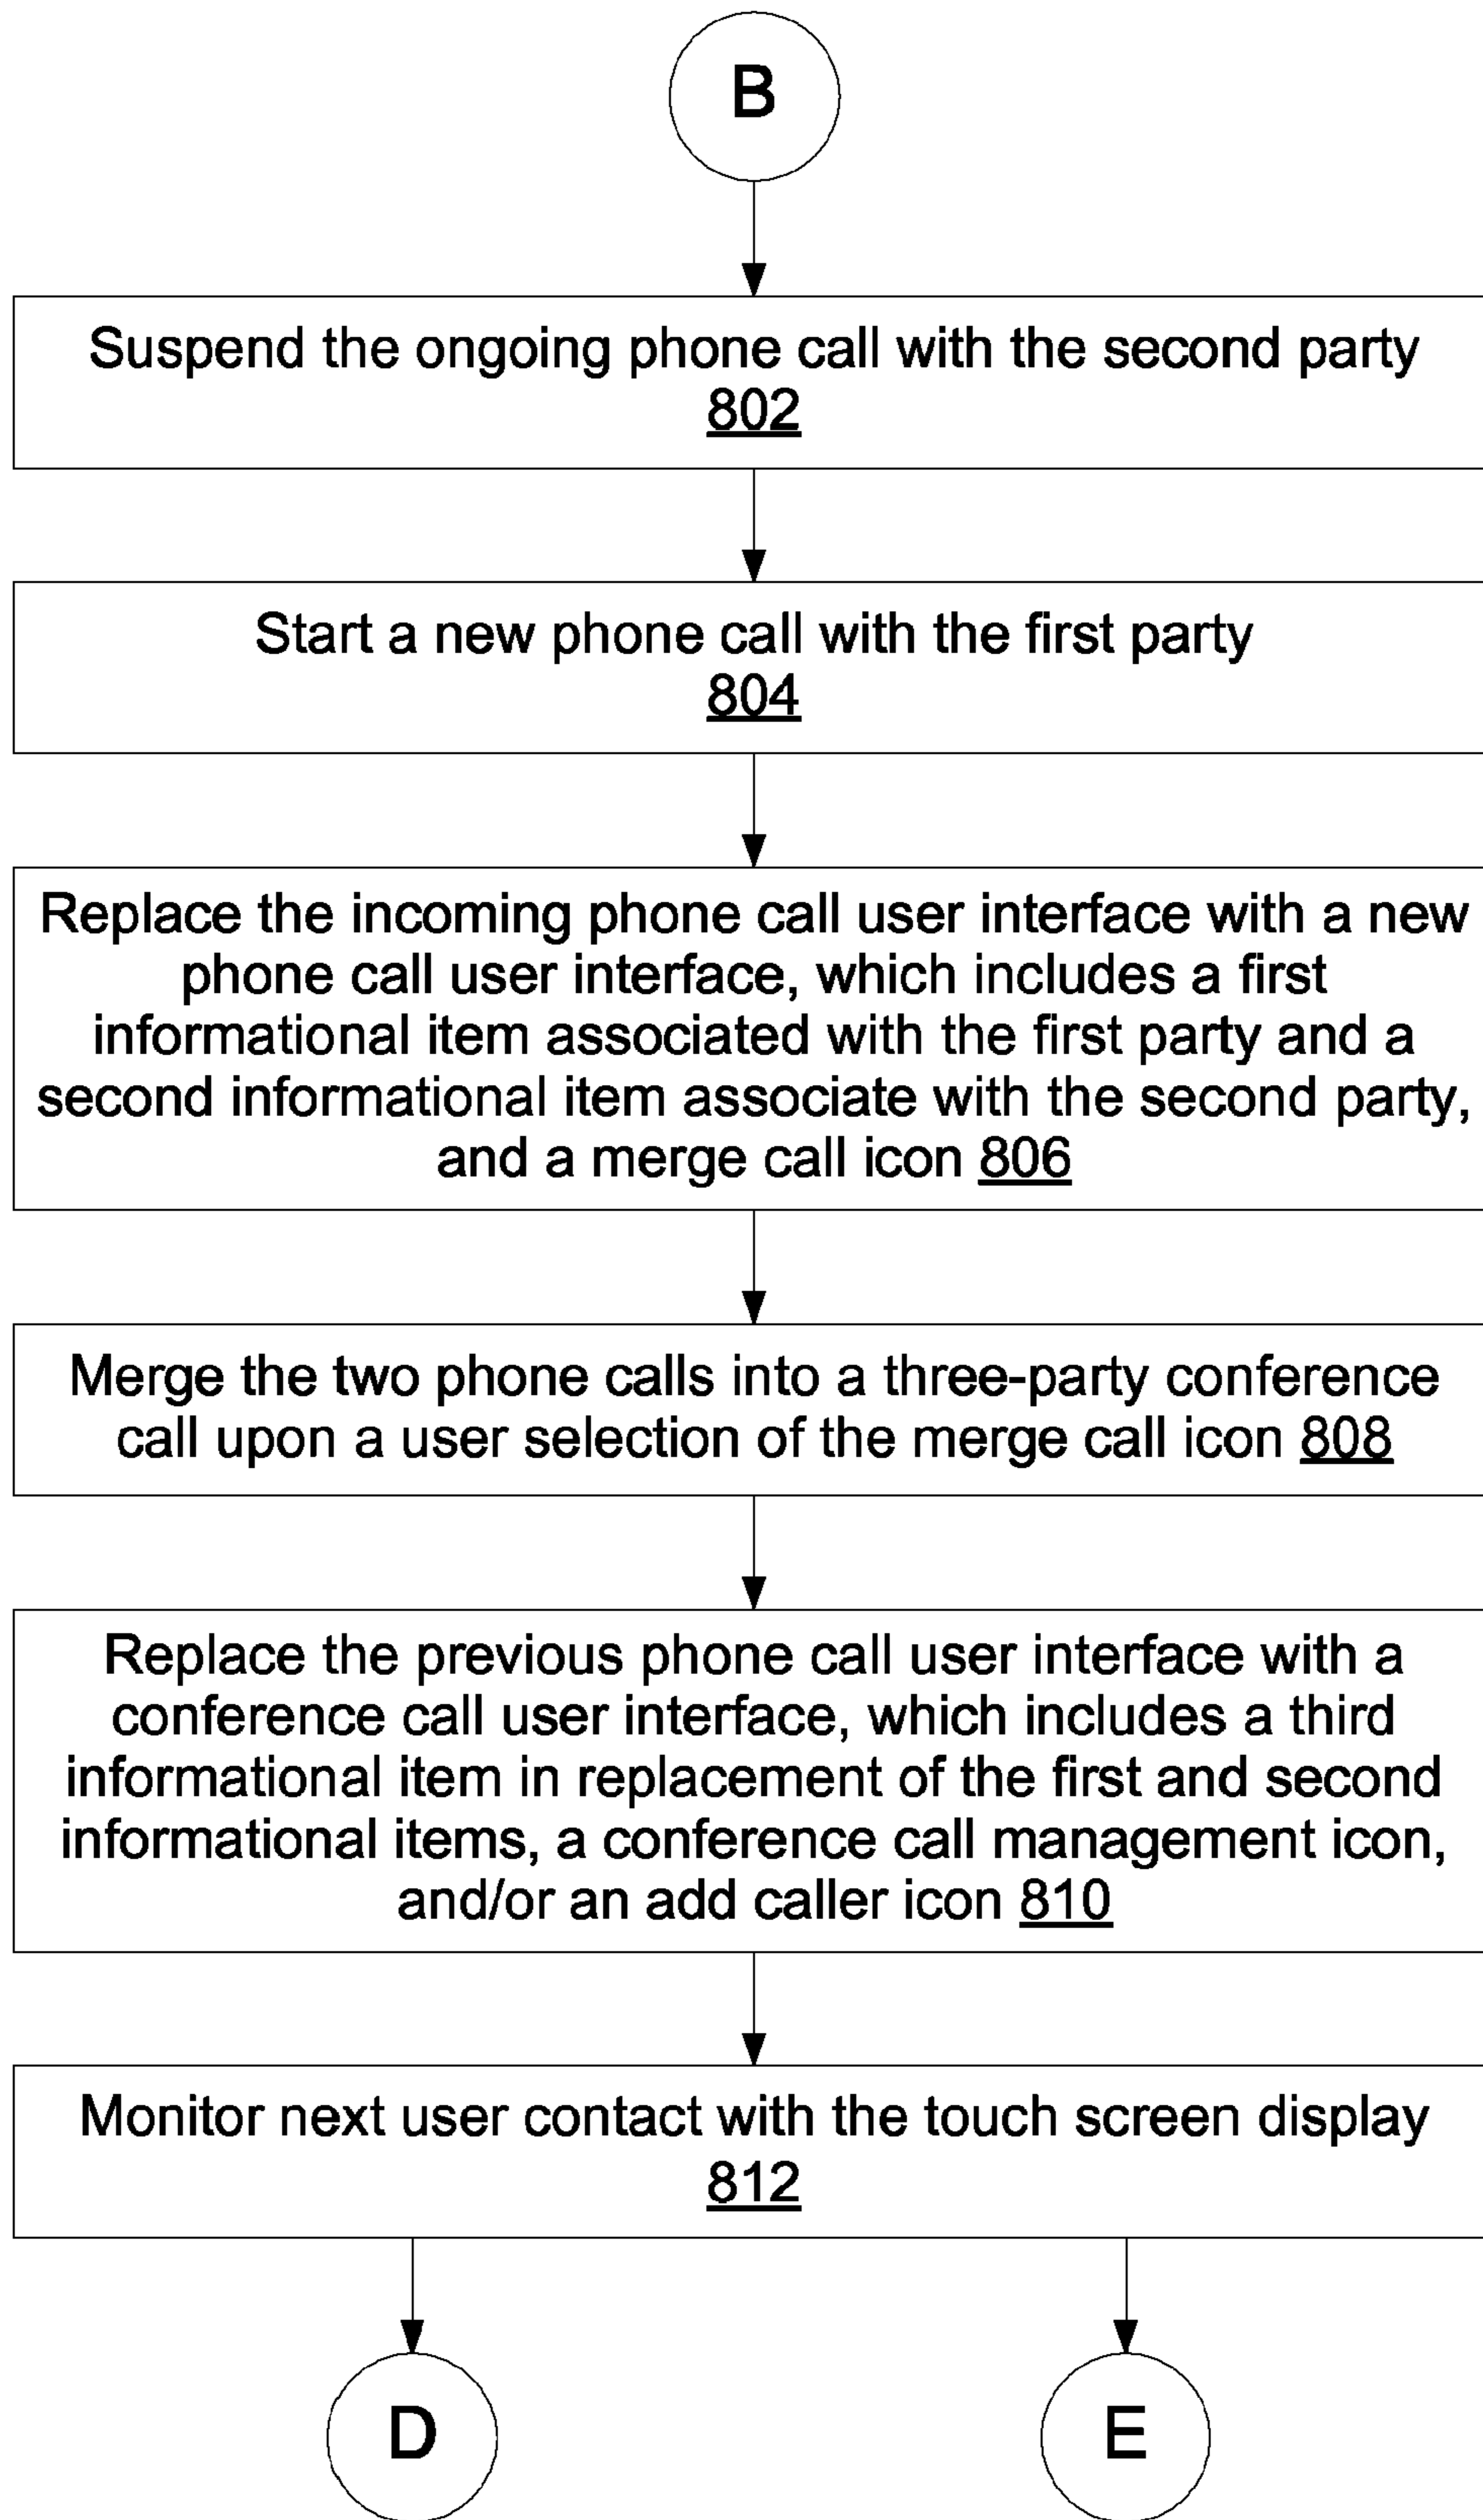 B
Suspend the ongoing phone call with the second party
802
Start a new phone call with the first party
804
Replace the incoming phone call user interface with a new
phone call user interface, which includes a first
informational item associated with the first party and a
second informational item associate with the second party,
and a merge call icon 806
Merge the two phone calls into a three-party conference
call upon a user selection of the merge call icon 808
Replace the previous phone call user interface with a
conference call user interface, which includes a third
informational item in replacement of the first and second
informational items, a conference call management icon,
and/or an add caller icon 810
Monitor next user contact with the touch screen display
812
D
E